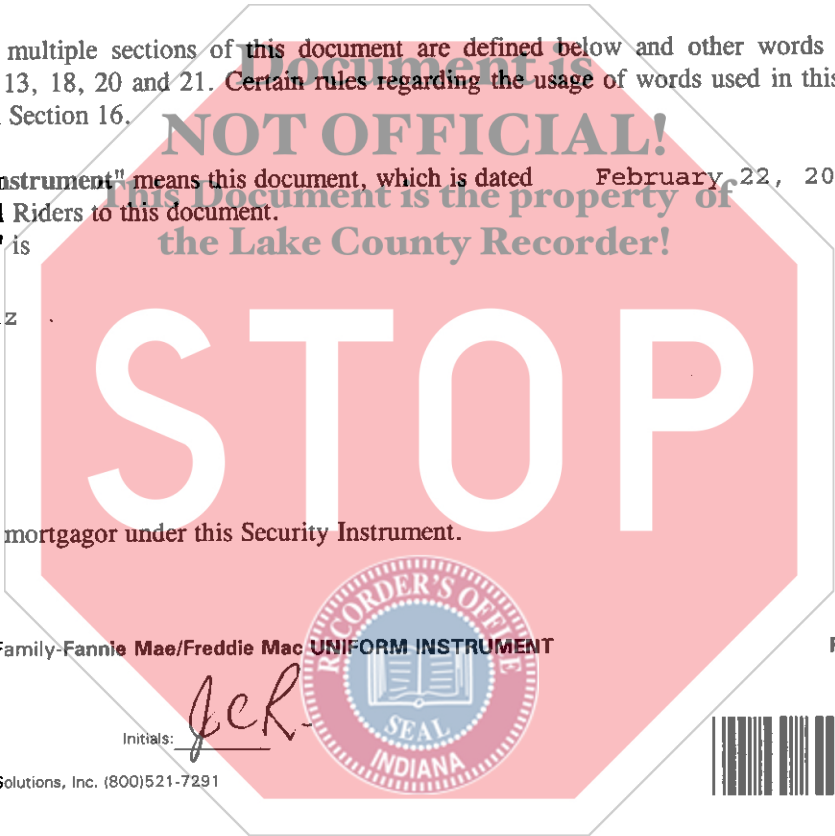 multiple sections of this document are defined below and other words
Document is
13, 18, 20 and 21. Certain rules regarding the usage of words used in this
Section 16.
NOT OFFICIAL!
nstrument" means this document, which is dated February 22, 20
This Document is the property of
Riders to this document.
the Lake County Recorder!
" is
z .
STOP
mortgagor under this Security Instrument.
RECORDER'S OFFICE
Family-Fannie Mae/Freddie Mac UNIFORM INSTRUMENT
Initials: JCR
SEAL
INDIANA
Solutions, Inc. (800)521-7291